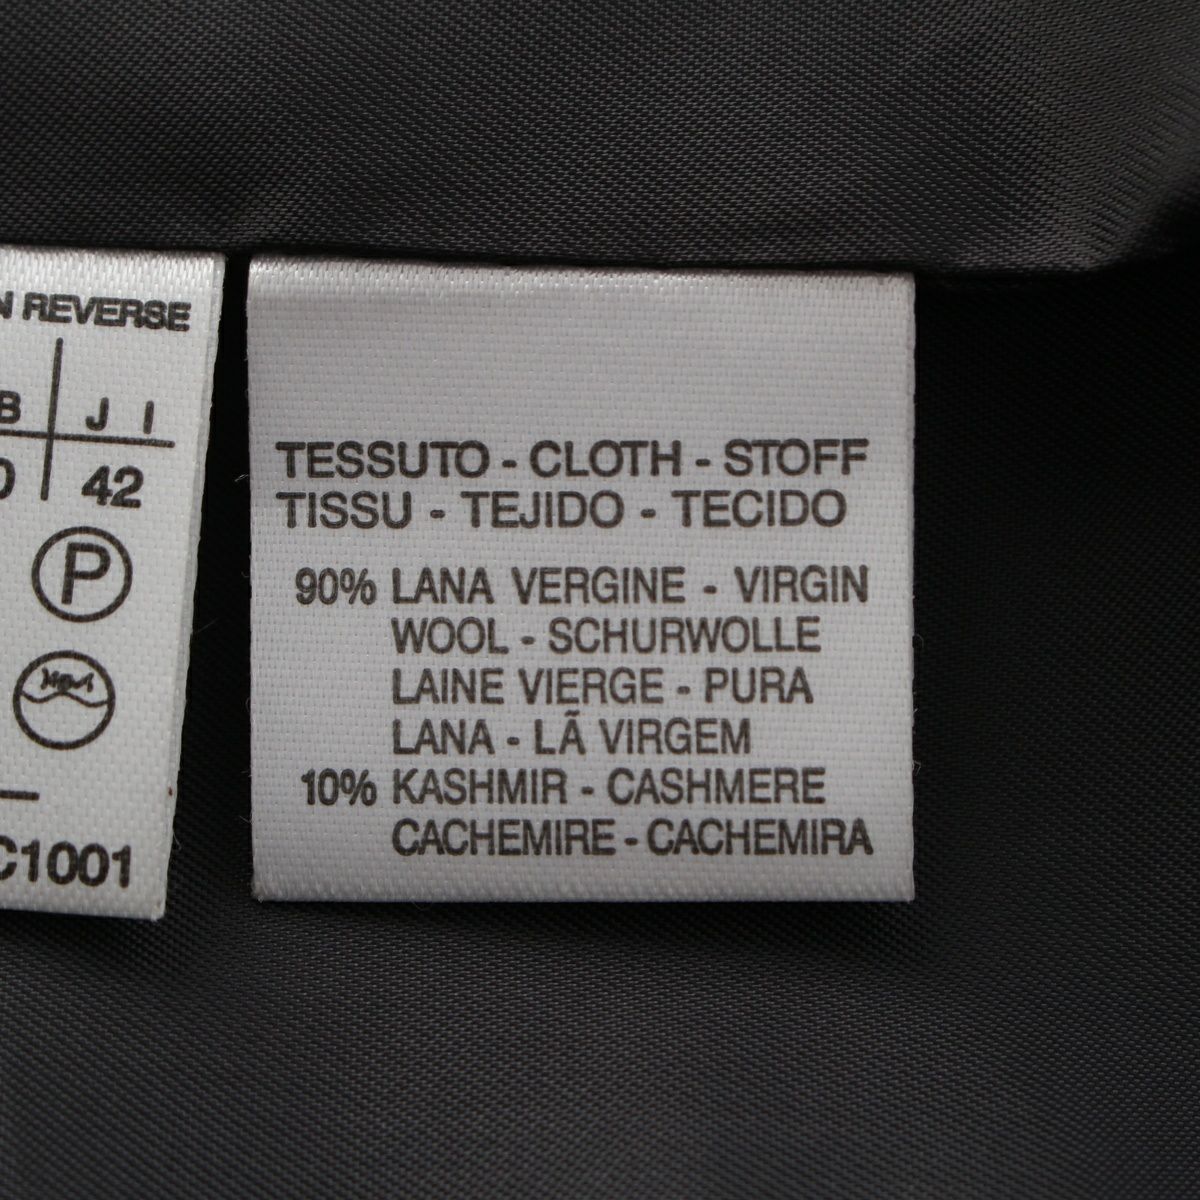 N REVERSE
B J I
0 42
P
C1001
TESSUTO - CLOTH - STOFF
TISSU - TEJIDO - TECIDO
90% LANA VERGINE - VIRGIN
WOOL - SCHURWOLLE
LAINE VIERGE - PURA
LANA - LÃ VIRGEM
10% KASHMIR - CASHMERE
CACHEMIRE - CACHEMIRA